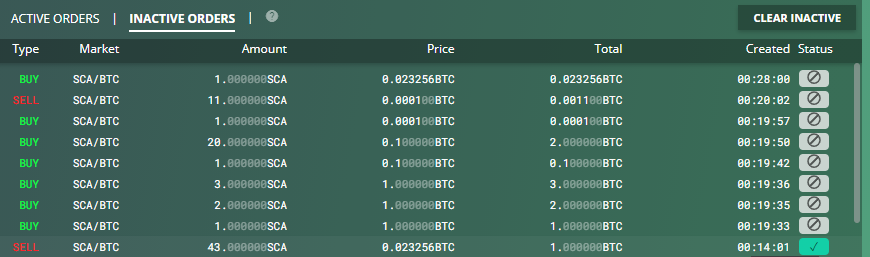 ACTIVE ORDERS | INACTIVE ORDERS | ? CLEAR INACTIVE
Type Market Amount Price Total Created Status
BUY SCA/BTC 1.000000SCA 0.023256BTC 0.023256BTC 00:28:00
SELL SCA/BTC 11.000000SCA 0.000100BTC 0.001100BTC 00:20:02
BUY SCA/BTC 1.000000SCA 0.000100BTC 0.000100BTC 00:19:57
BUY SCA/BTC 20.000000SCA 0.100000BTC 2.000000BTC 00:19:50
BUY SCA/BTC 1.000000SCA 0.100000BTC 0.100000BTC 00:19:42
BUY SCA/BTC 3.000000SCA 1.000000BTC 3.000000BTC 00:19:36
BUY SCA/BTC 2.000000SCA 1.000000BTC 2.000000BTC 00:19:35
BUY SCA/BTC 1.000000SCA 1.000000BTC 1.000000BTC 00:19:33
SELL SCA/BTC 43.000000SCA 0.023256BTC 1.000000BTC 00:14:01 ✓